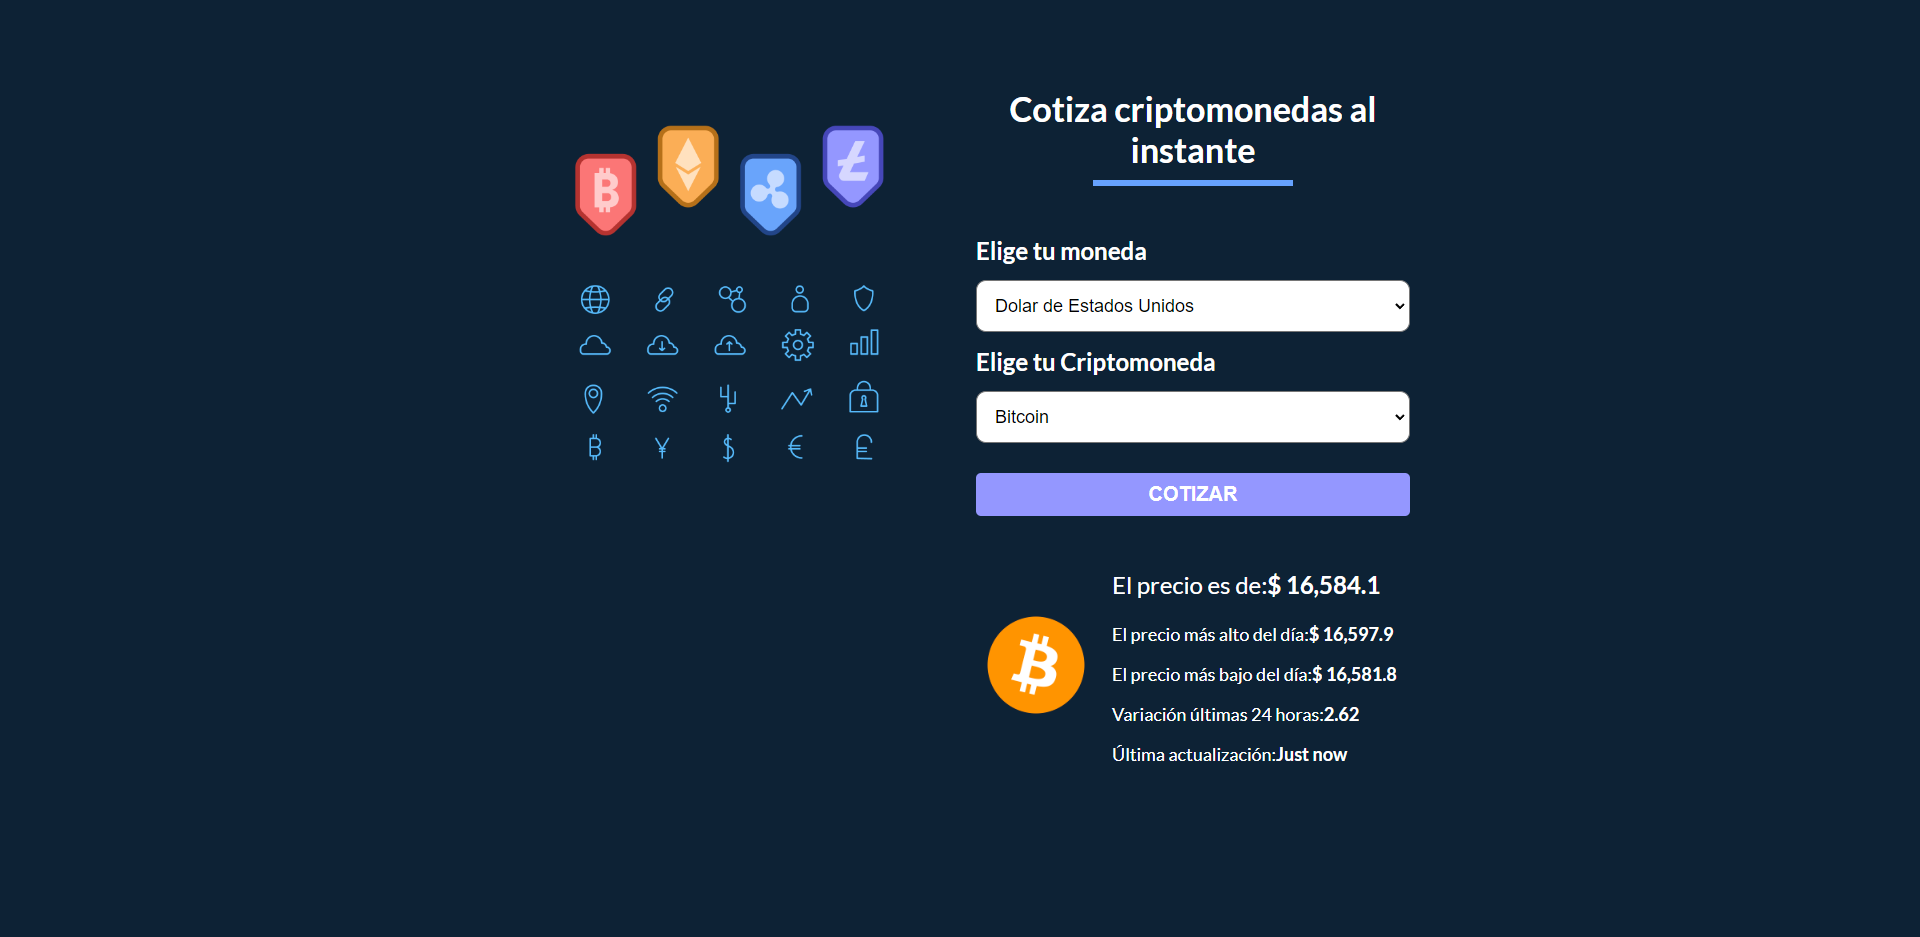 Cotiza criptomonedas al
instante
Elige tu moneda
Dolar de Estados Unidos
Elige tu Criptomoneda
Bitcoin
COTIZAR
El precio es de:$ 16,584.1
El precio más alto del día:$ 16,597.9
El precio más bajo del día:$ 16,581.8
Variación últimas 24 horas:2.62
Última actualización:Just now